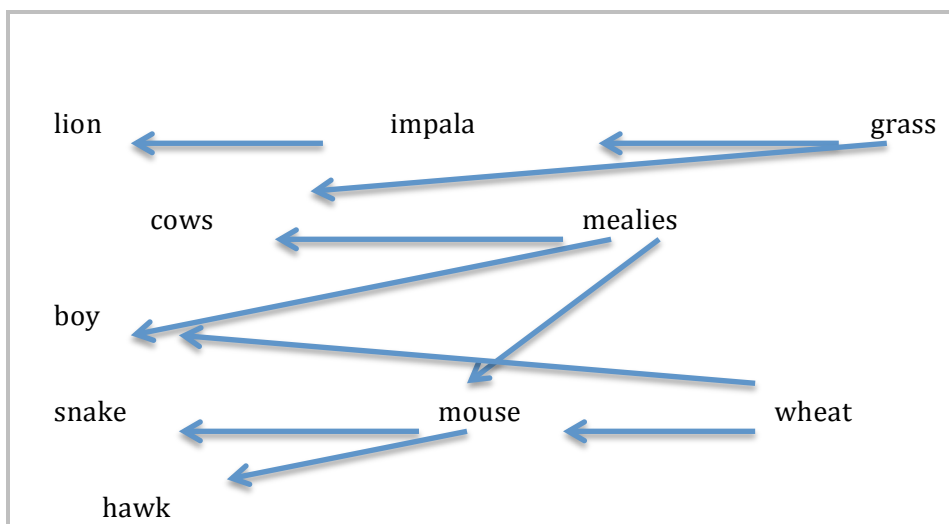 lion impala grass
cows mealies
boy
snake mouse wheat
hawk